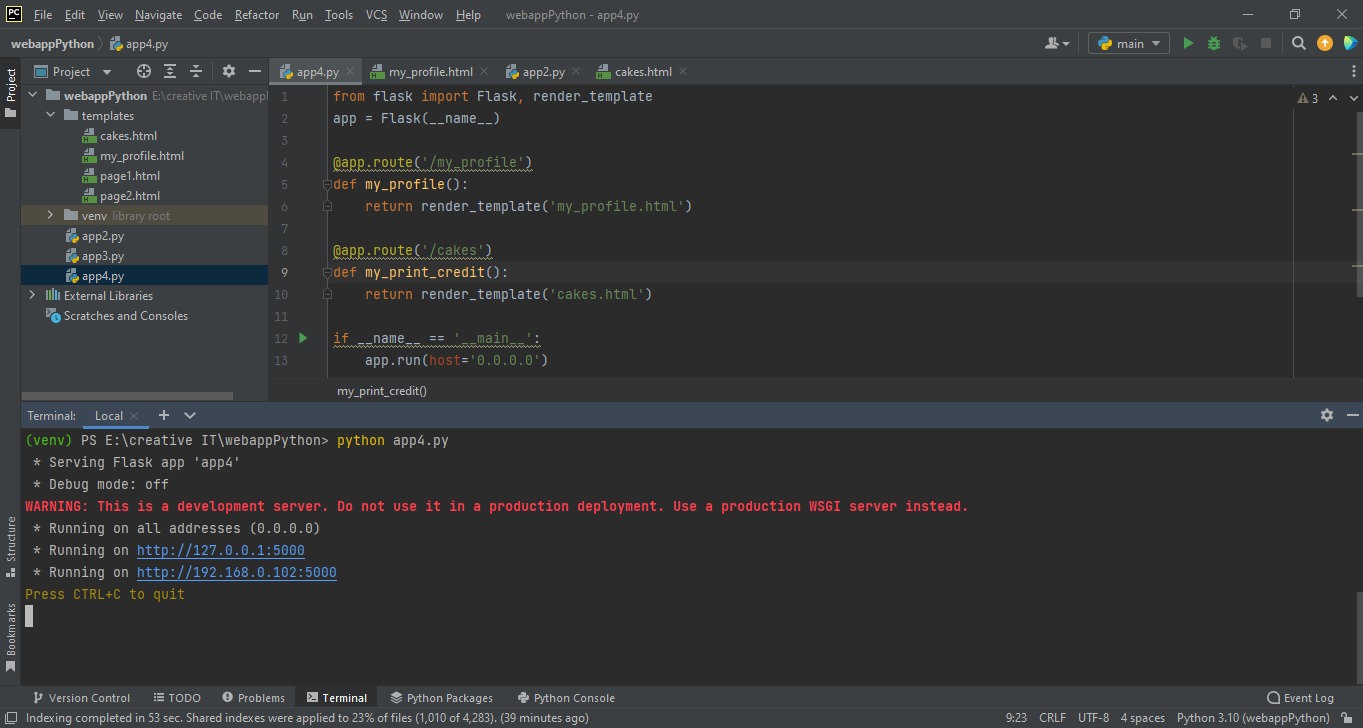 PC File Edit View Navigate Code Refactor Run Tools VCS Window Help webappPython - app4.py
webappPython app4.py main
Project
Project app4.py my_profile.html app2.py cakes.html
webappPython E:\creative IT\webappl
templates
cakes.html
my_profile.html
page1.html
page2.html
venv library root
app2.py
app3.py
app4.py
External Libraries
Scratches and Consoles
1 from flask import Flask, render_template
3
2 app = Flask(__name__)
3
4 @app.route('/my_profile')
5 def my_profile():
6 return render_template('my_profile.html')
7
8 @app.route('/cakes')
9 def my_print_credit():
10 return render_template('cakes.html')
11
12 if __name__ == '__main__':
13 app.run(host='0.0.0.0')
my_print_credit()
Terminal: Local
(venv) PS E:\creative IT\webappPython> python app4.py
* Serving Flask app 'app4'
* Debug mode: off
WARNING: This is a development server. Do not use it in a production deployment. Use a production WSGI server instead.
* Running on all addresses (0.0.0.0)
* Running on http://127.0.0.1:5000
* Running on http://192.168.0.102:5000
Press CTRL+C to quit
Structure
Bookmarks
Version Control TODO Problems Terminal Python Packages Python Console Event Log
Indexing completed in 53 sec. Shared indexes were applied to 23% of files (1,010 of 4,283). (39 minutes ago) 9:23 CRLF UTF-8 4 spaces Python 3.10 (webappPython)